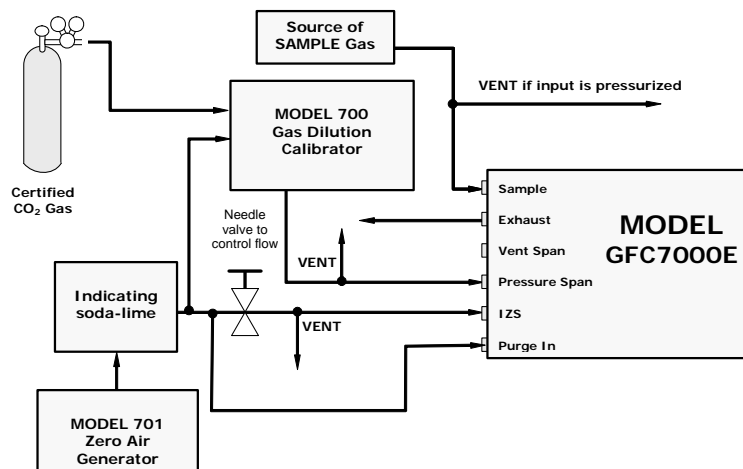 Source of
SAMPLE Gas
VENT if input is pressurized
MODEL 700
Gas Dilution
Calibrator
Certified
CO₂ Gas
Needle
valve to
control flow
VENT
Sample
Exhaust
Vent Span
Pressure Span
IZS
Purge In
MODEL
GFC7000E
Indicating
soda-lime
VENT
MODEL 701
Zero Air
Generator